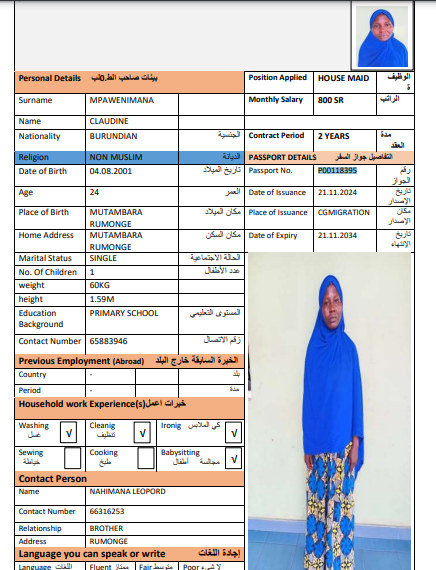 Personal Details بينات صاحب الطلب
Position Applied HOUSE MAID الوظيفة
Surname MPAWENIMANA
Monthly Salary 800 SR الراتب
Name CLAUDINE
Nationality BURUNDIAN الجنسية
Contract Period 2 YEARS مدة العقد
Religion NON MUSLIM الديانة
PASSPORT DETAILS التفاصيل جواز السفر
Date of Birth 04.08.2001 تاريخ الميلاد
Passport No. P00118395 رقم الجواز
Age 24 العمر
Date of Issuance 21.11.2024 تاريخ الإصدار
Place of Birth MUTAMBARA RUMONGE مكان الميلاد
Place of Issuance CGMIGRATION مكان الإصدار
Home Address MUTAMBARA RUMONGE مكان السكن
Date of Expiry 21.11.2034 تاريخ الإنتهاء
Marital Status SINGLE الحالة الاجتماعية
No. Of Children 1 عدد الأطفال
weight 60KG
height 1.59M
Education Background PRIMARY SCHOOL المستوى التعليمي
Contact Number 65883946 رقم الاتصال
Previous Employment (Abroad) الخبرة السابقة خارج البلد
Country - بلد
Period - مدة
Household work Experience(s) خبرات اعمل
Washing غسل √ Cleanig تنظيف √ Ironig كي الملابس √
Sewing خياطة Cooking طبخ Babysitting مجالسة أطفال √
Contact Person
Name NAHIMANA LEOPORD
Contact Number 66316253
Relationship BROTHER
Address RUMONGE
Language you can speak or write إجادة اللغات
Language اللغات Fluent ممتاز Fair متوسط Poor لا شيء